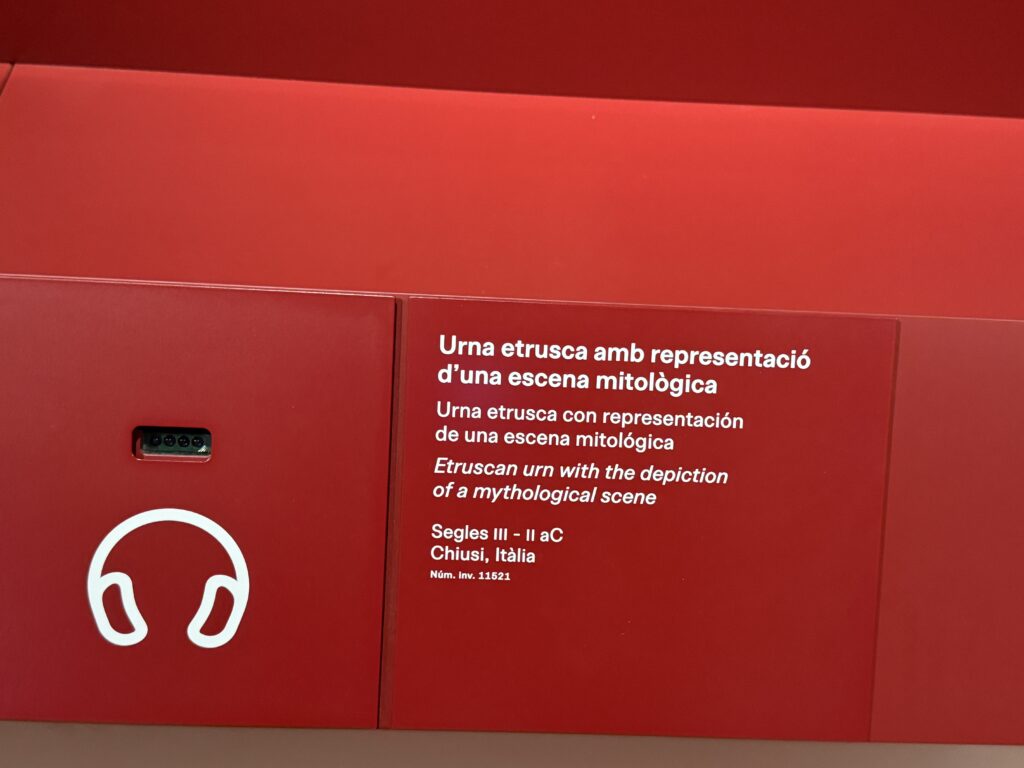 Urna etrusca amb representació
d'una escena mitològica
Urna etrusca con representación
de una escena mitológica
Etruscan urn with the depiction
of a mythological scene
Segles III - II aC
Chiusi, Itàlia
Núm. inv. 11521